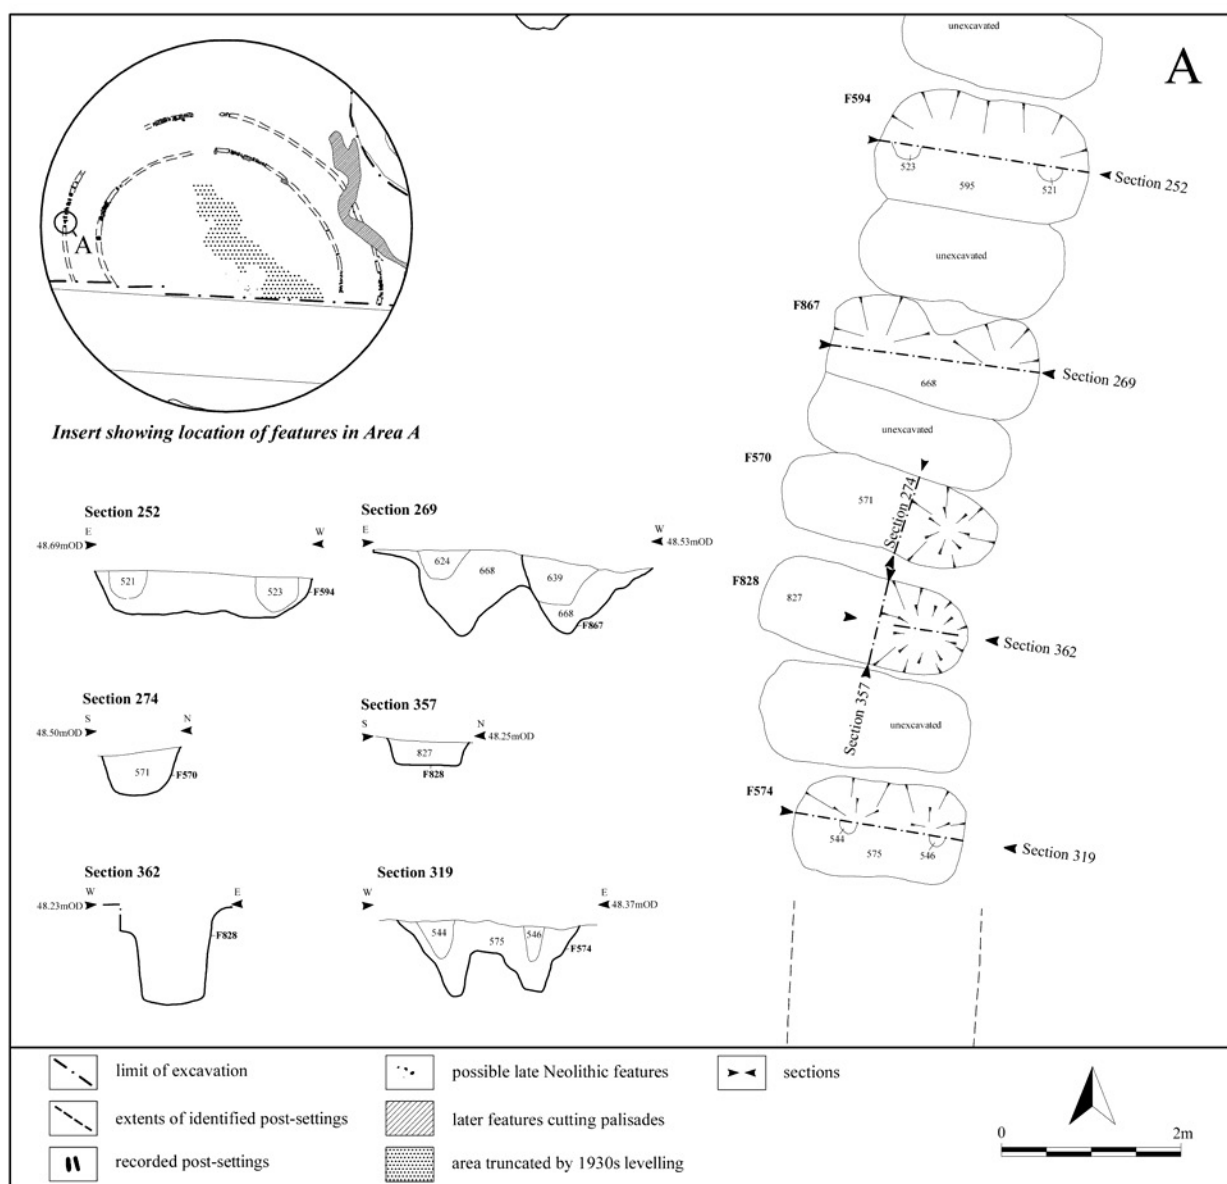 A
unexcavated
F594
523
521
595
Section 252
unexcavated
F867
Section 269
668
unexcavated
F570
571
Section 274
F828
827
Section 362
Section 357
unexcavated
F574
544
575
546
Section 319
A
Insert showing location of features in Area A
Section 252
E
W
48.69mOD
521
523
F594
Section 269
E
W
48.53mOD
624
668
639
668
F867
Section 274
S
N
48.50mOD
571
F570
Section 357
S
N
48.25mOD
827
F828
Section 362
W
E
48.23mOD
F828
Section 319
W
E
48.37mOD
544
575
546
F574
limit of excavation
extents of identified post-settings
recorded post-settings
possible late Neolithic features
later features cutting palisades
area truncated by 1930s levelling
sections
0
2m